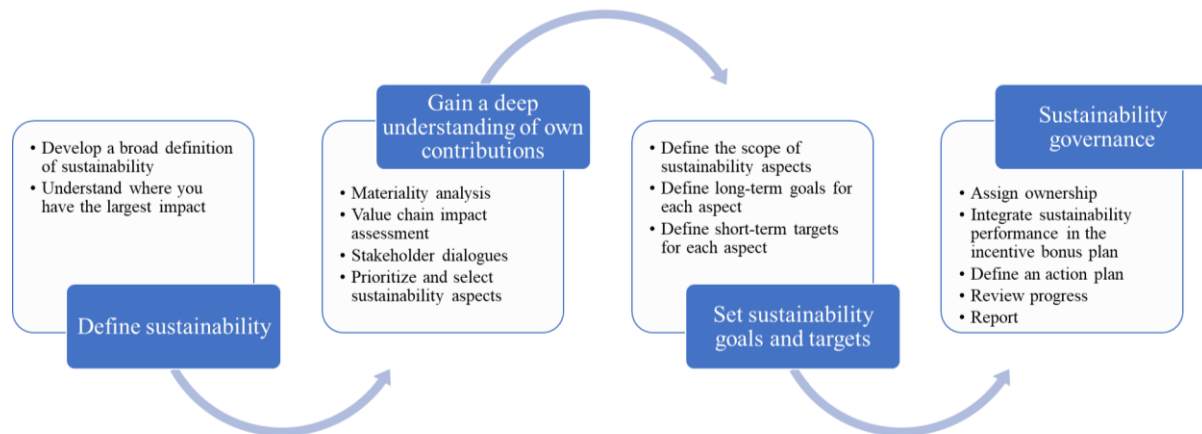 • Develop a broad definition
of sustainability
• Understand where you
have the largest impact
Define sustainability
Gain a deep
understanding of own
contributions
• Materiality analysis
• Value chain impact
assessment
• Stakeholder dialogues
• Prioritize and select
sustainability aspects
• Define the scope of
sustainability aspects
• Define long-term goals for
each aspect
• Define short-term targets
for each aspect
Set sustainability
goals and targets
Sustainability
governance
• Assign ownership
• Integrate sustainability
performance in the
incentive bonus plan
• Define an action plan
• Review progress
• Report